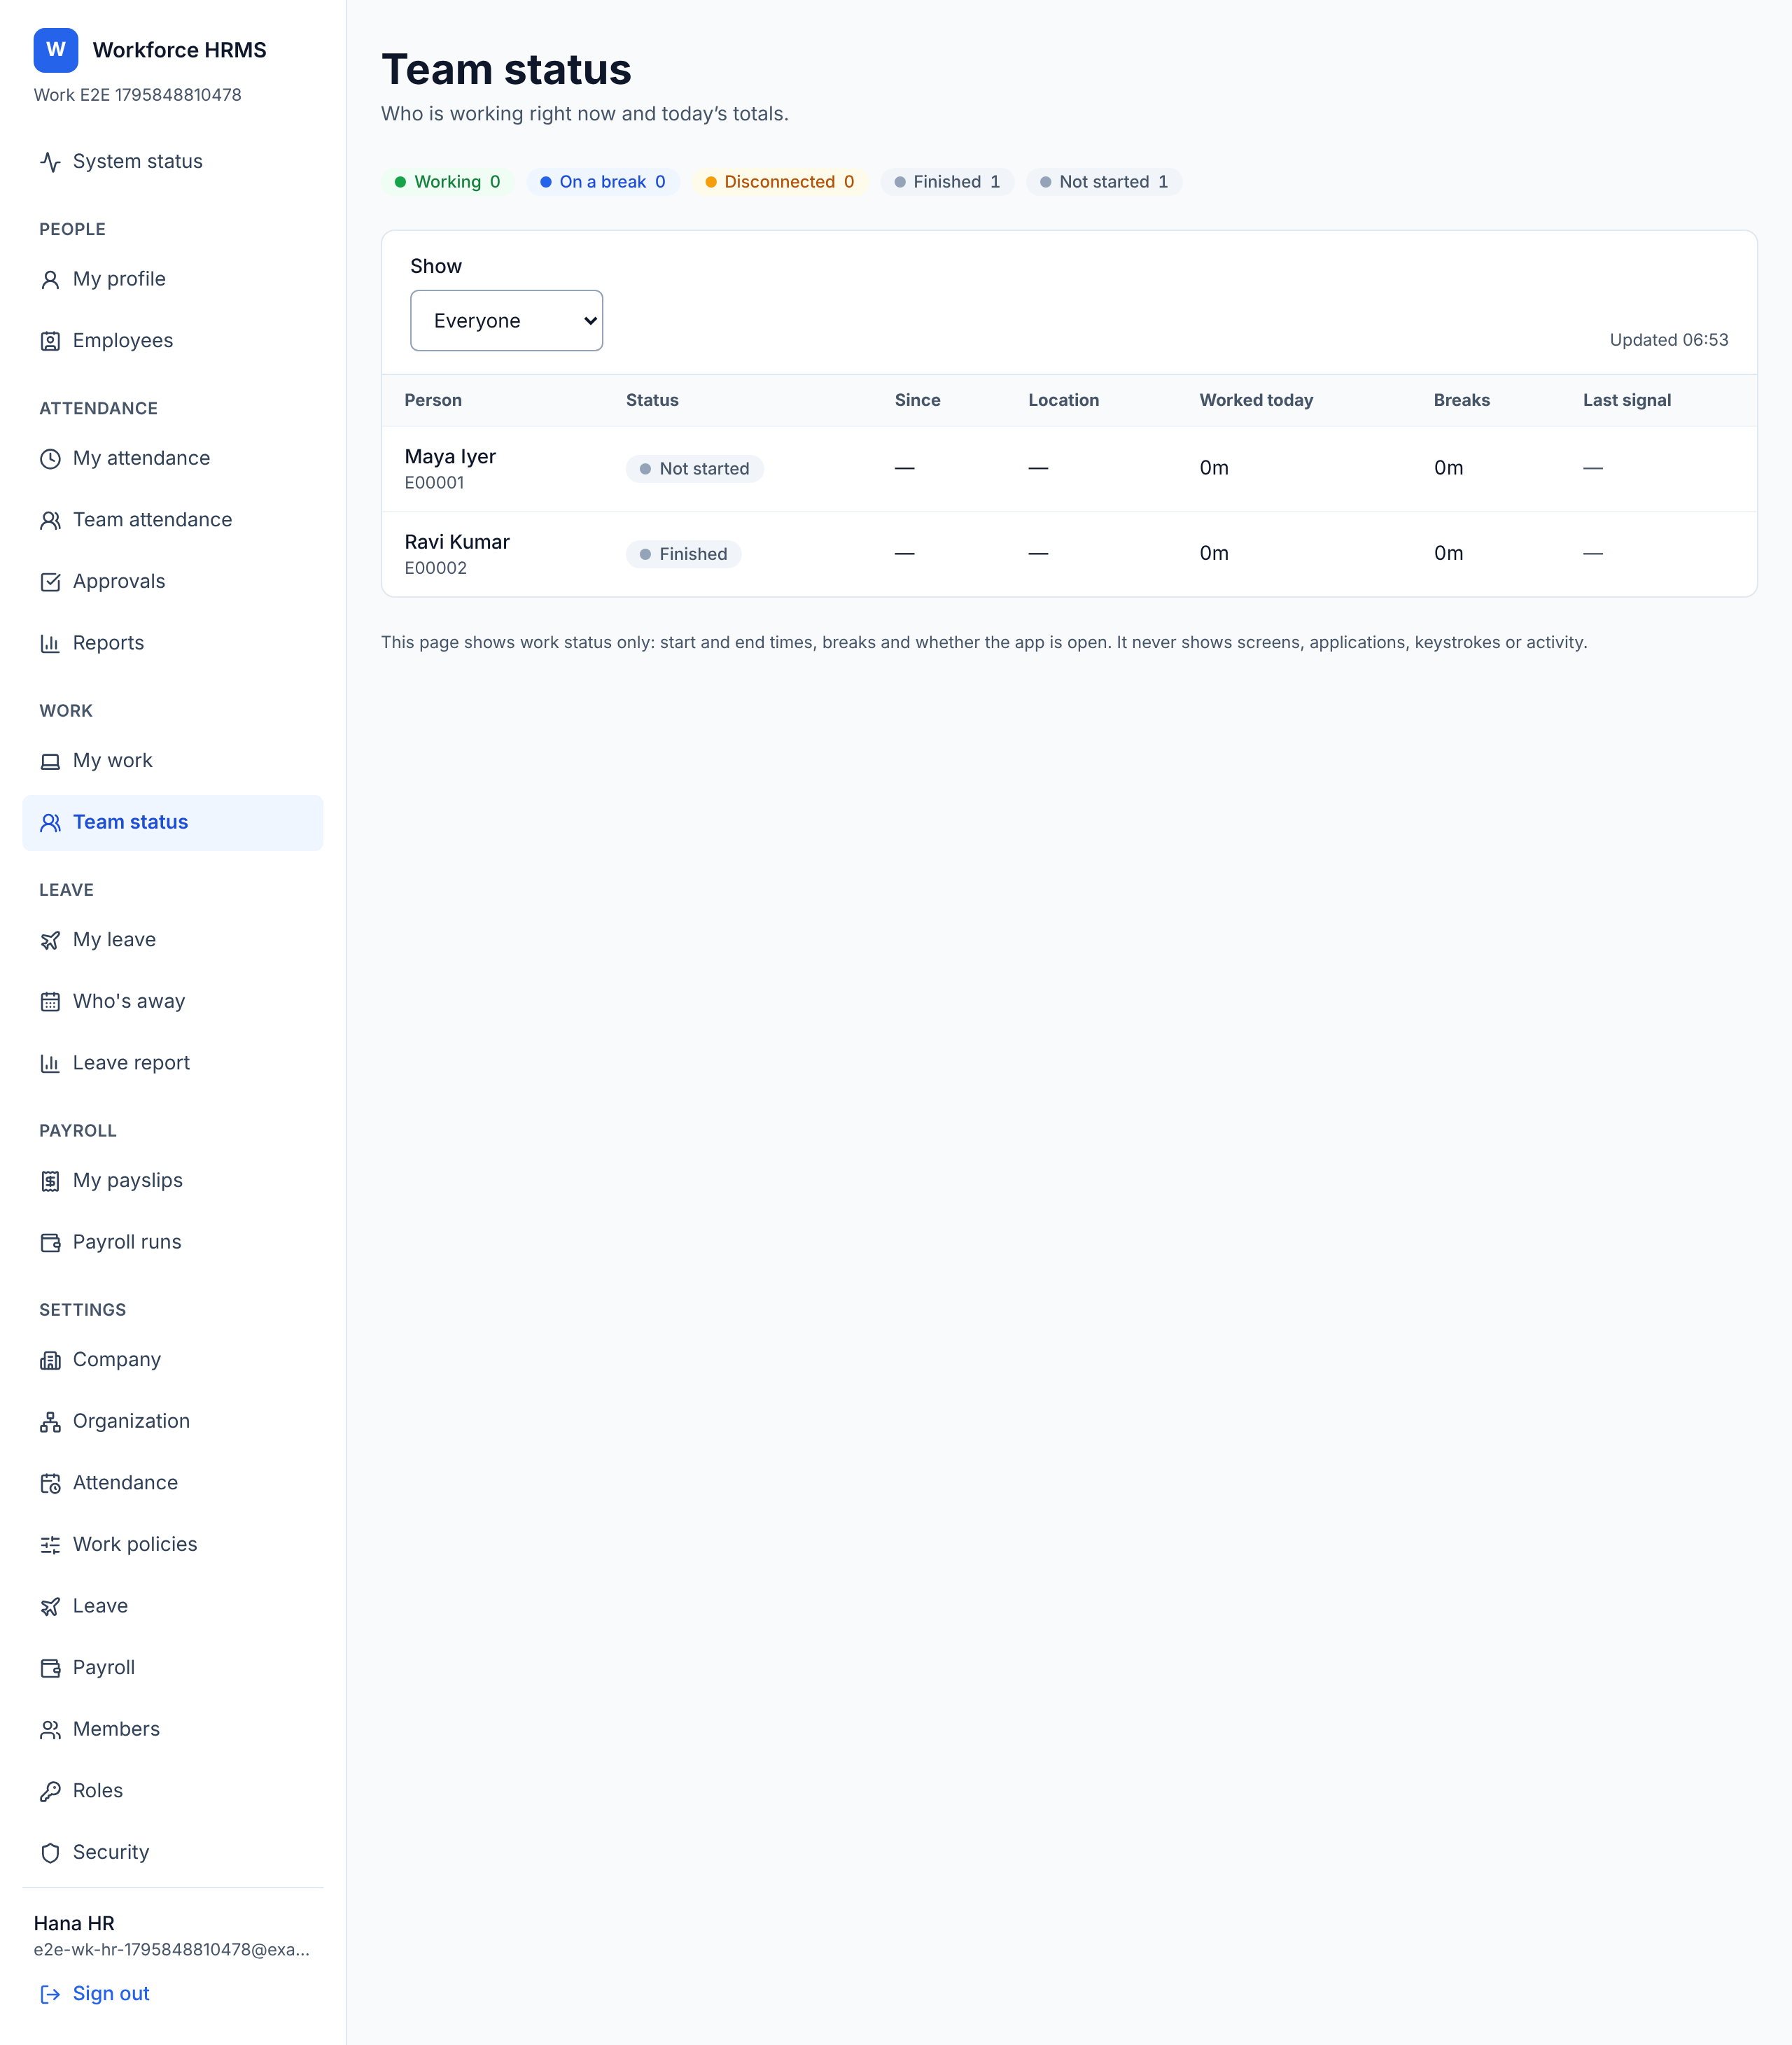 W Workforce HRMS
Work E2E 1795848810478
System status
PEOPLE
My profile
Employees
ATTENDANCE
My attendance
Team attendance
Approvals
Reports
WORK
My work
Team status
LEAVE
My leave
Who's away
Leave report
PAYROLL
My payslips
Payroll runs
SETTINGS
Company
Organization
Attendance
Work policies
Leave
Payroll
Members
Roles
Security
Hana HR
e2e-wk-hr-1795848810478@exa...
Sign out
Team status
Who is working right now and today’s totals.
Working 0 On a break 0 Disconnected 0 Finished 1 Not started 1
Show
Everyone
Updated 06:53
Person Status Since Location Worked today Breaks Last signal
Maya Iyer Not started — — 0m 0m —
E00001
Ravi Kumar Finished — — 0m 0m —
E00002
This page shows work status only: start and end times, breaks and whether the app is open. It never shows screens, applications, keystrokes or activity.